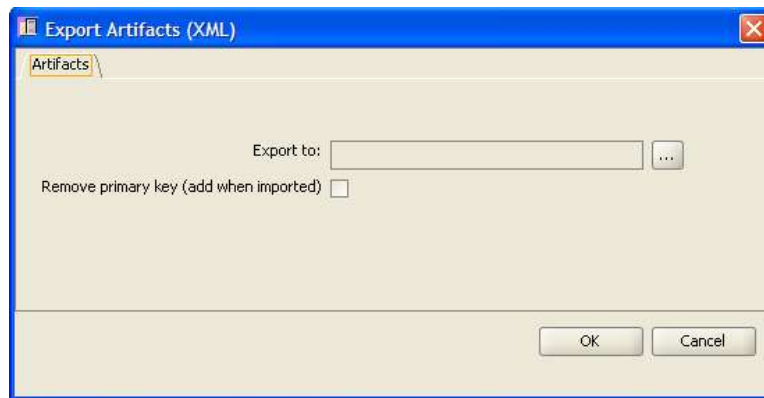 Export Artifacts (XML)
Artifacts
Export to:
...
Remove primary key (add when imported)
OK Cancel